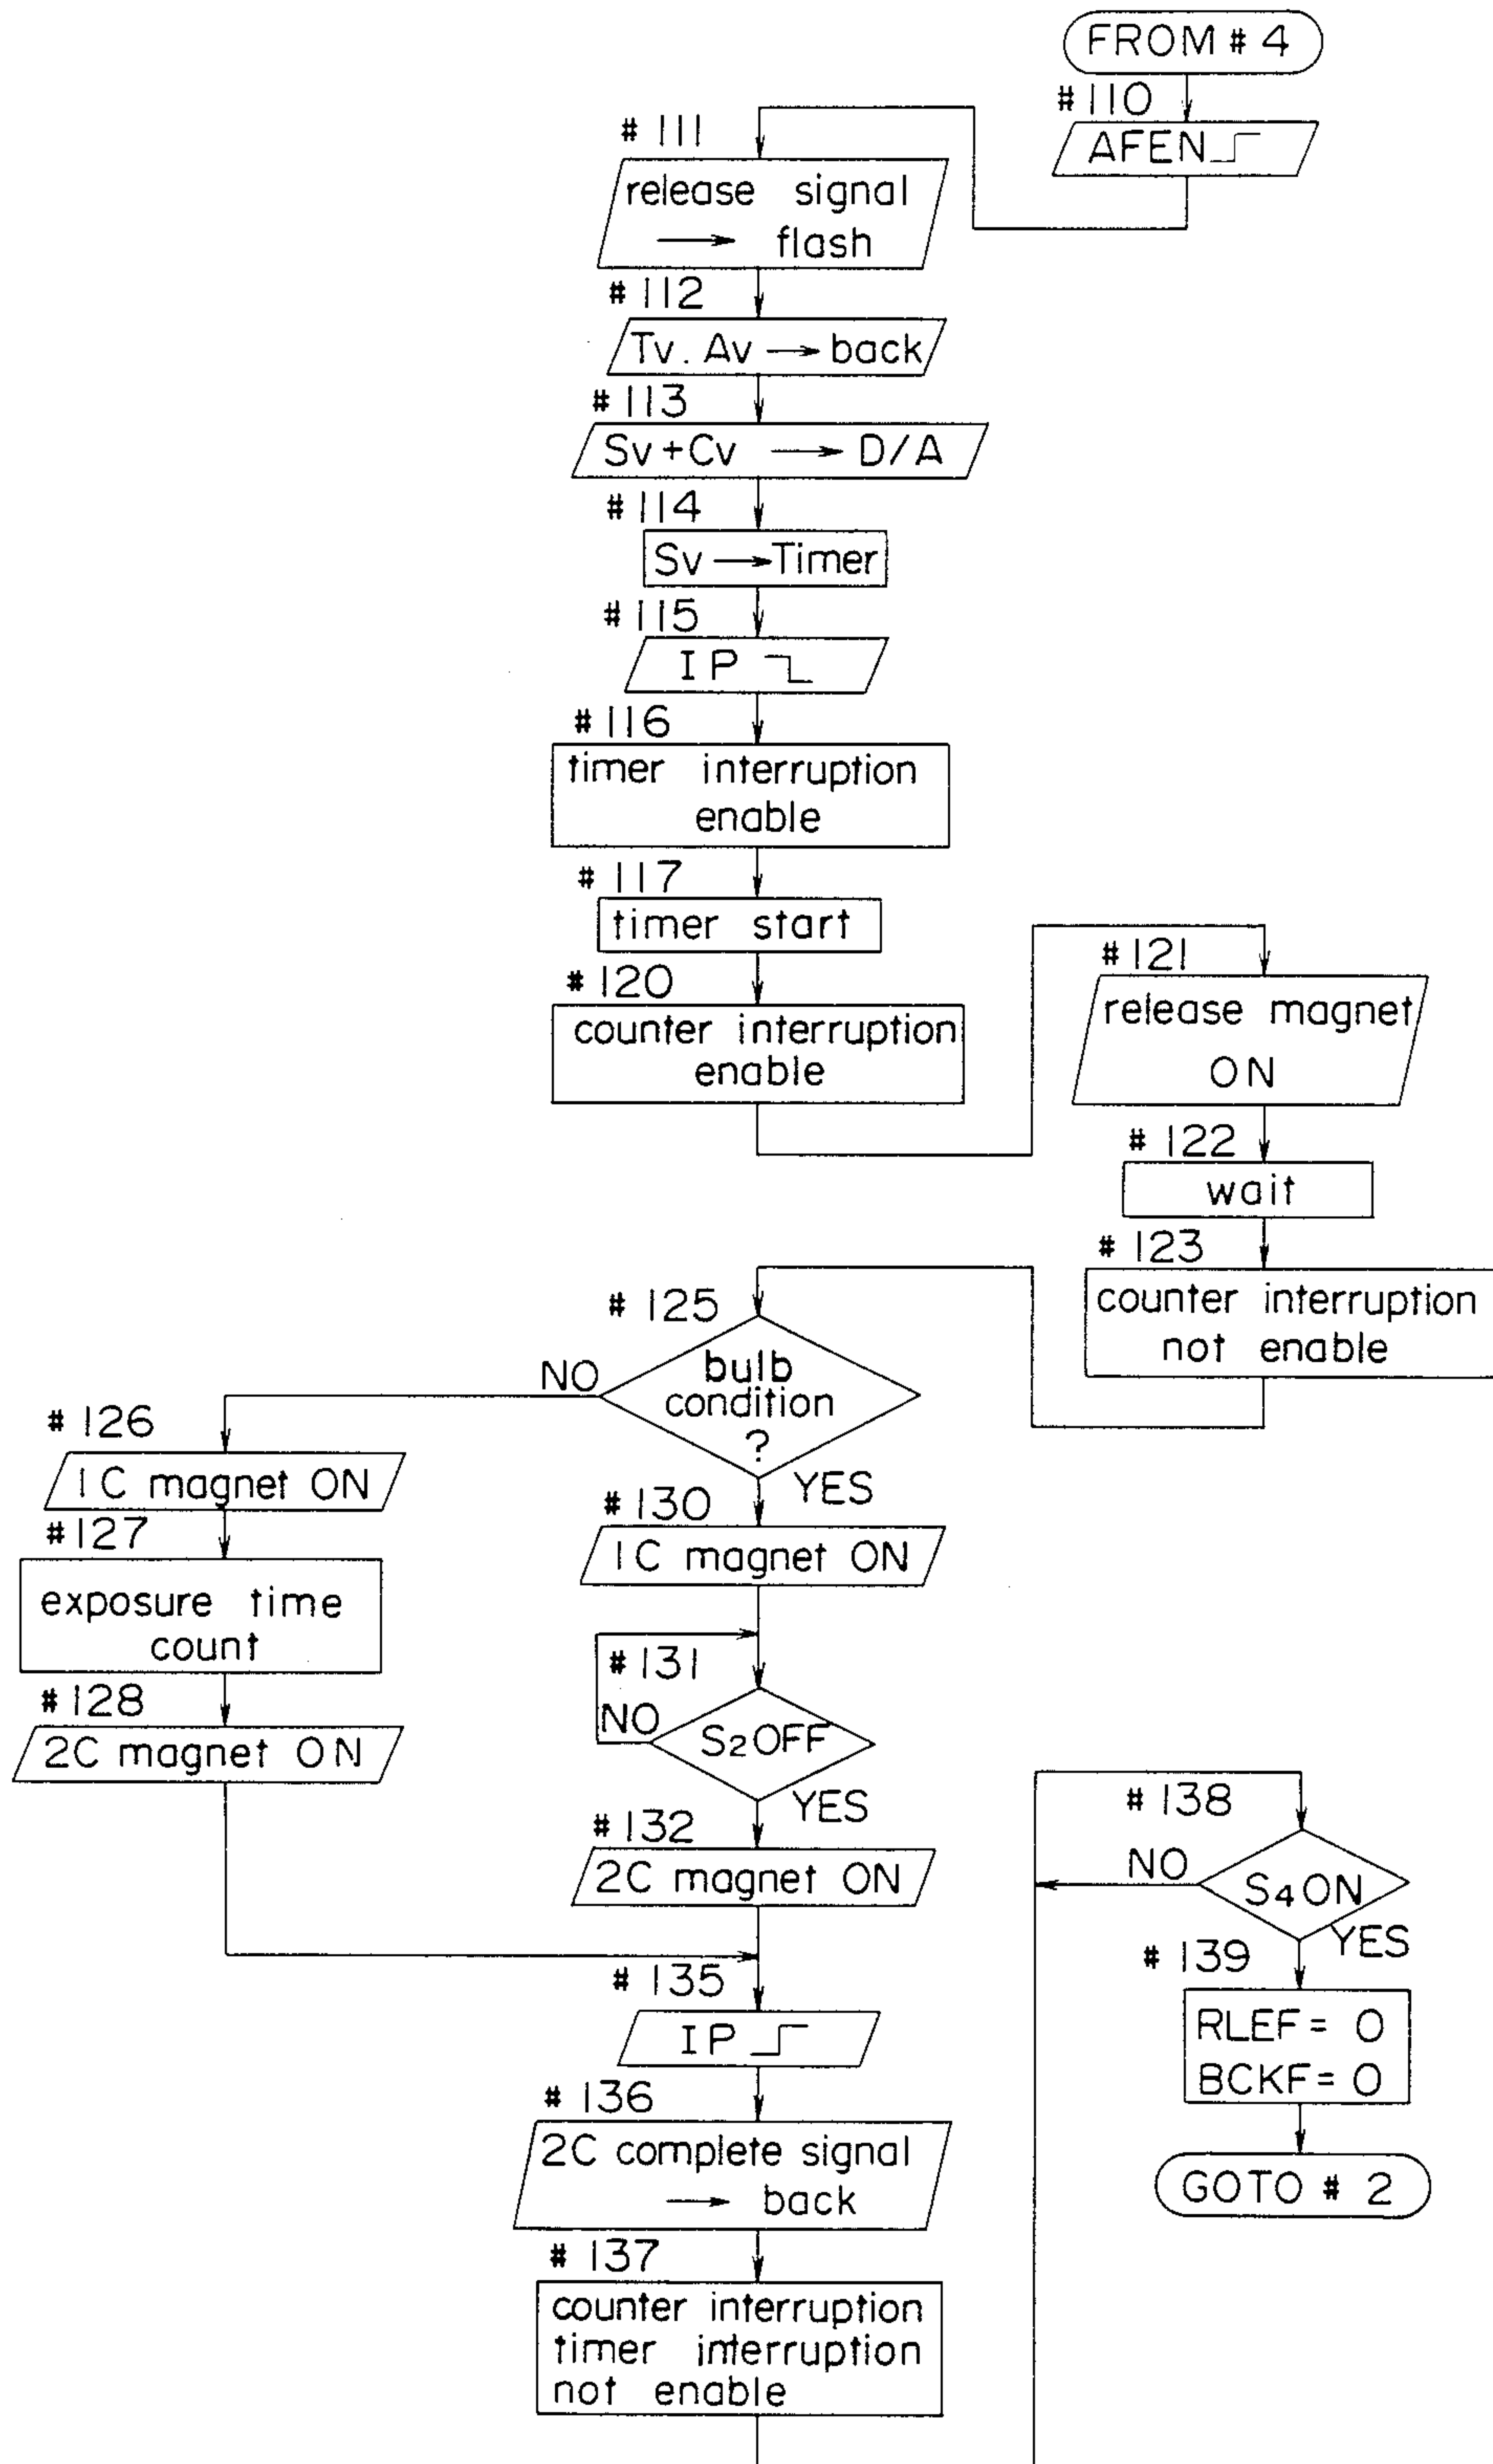 FROM # 4
# 110
AFEN
# 111
release signal
→ flash
# 112
Tv. Av → back
# 113
Sv+Cv → D/A
# 114
Sv → Timer
# 115
IP
# 116
timer interruption
enable
# 117
timer start
# 120
counter interruption
enable
# 121
release magnet
ON
# 122
wait
# 123
counter interruption
not enable
# 125
bulb
condition
?
NO
YES
# 126
1C magnet ON
# 127
exposure time
count
# 128
2C magnet ON
# 130
1C magnet ON
# 131
NO
S2OFF
YES
# 132
2C magnet ON
# 135
IP
# 136
2C complete signal
→ back
# 137
counter interruption
timer interruption
not enable
# 138
NO
S4ON
YES
# 139
RLEF= 0
BCKF= 0
GOTO # 2